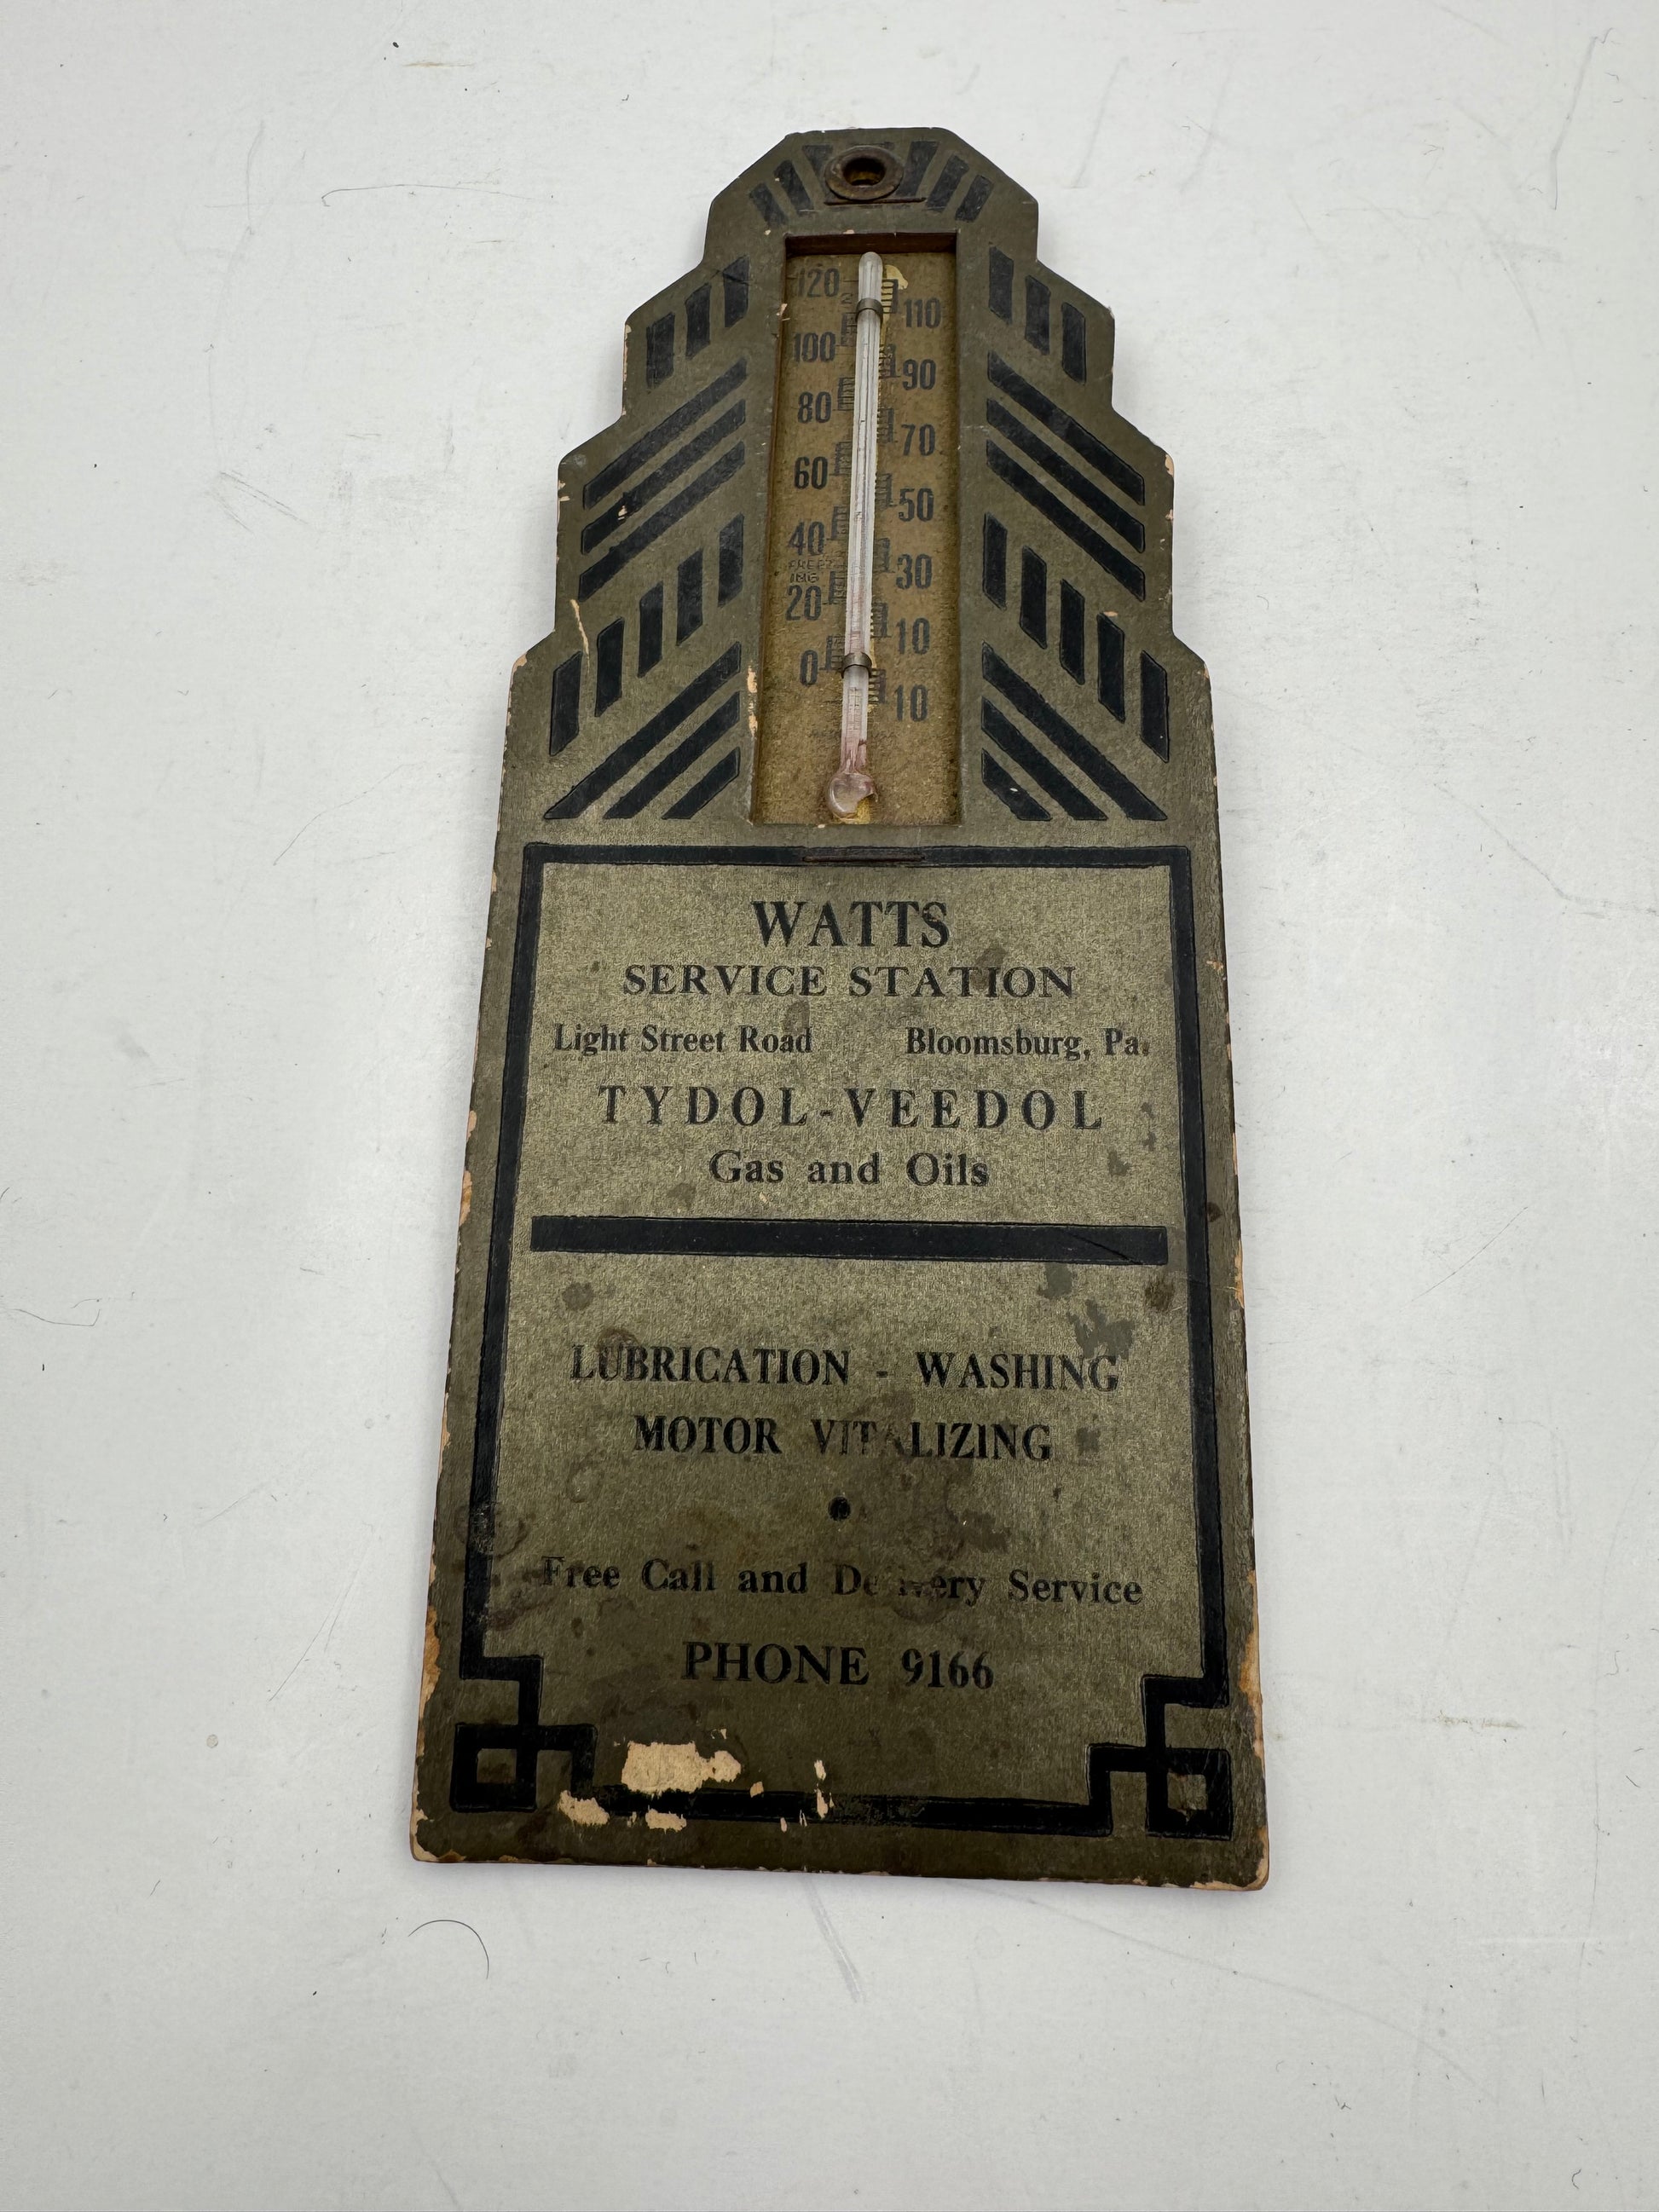 120
110
100
90
80
70
60
50
40
30
FREEZ-
ING
20
10
0
10
WATTS
SERVICE STATION
Light Street Road Bloomsburg, Pa.
TYDOL-VEEDOL
Gas and Oils
LUBRICATION - WASHING
MOTOR VITALIZING
Free Call and Delivery Service
PHONE 9166